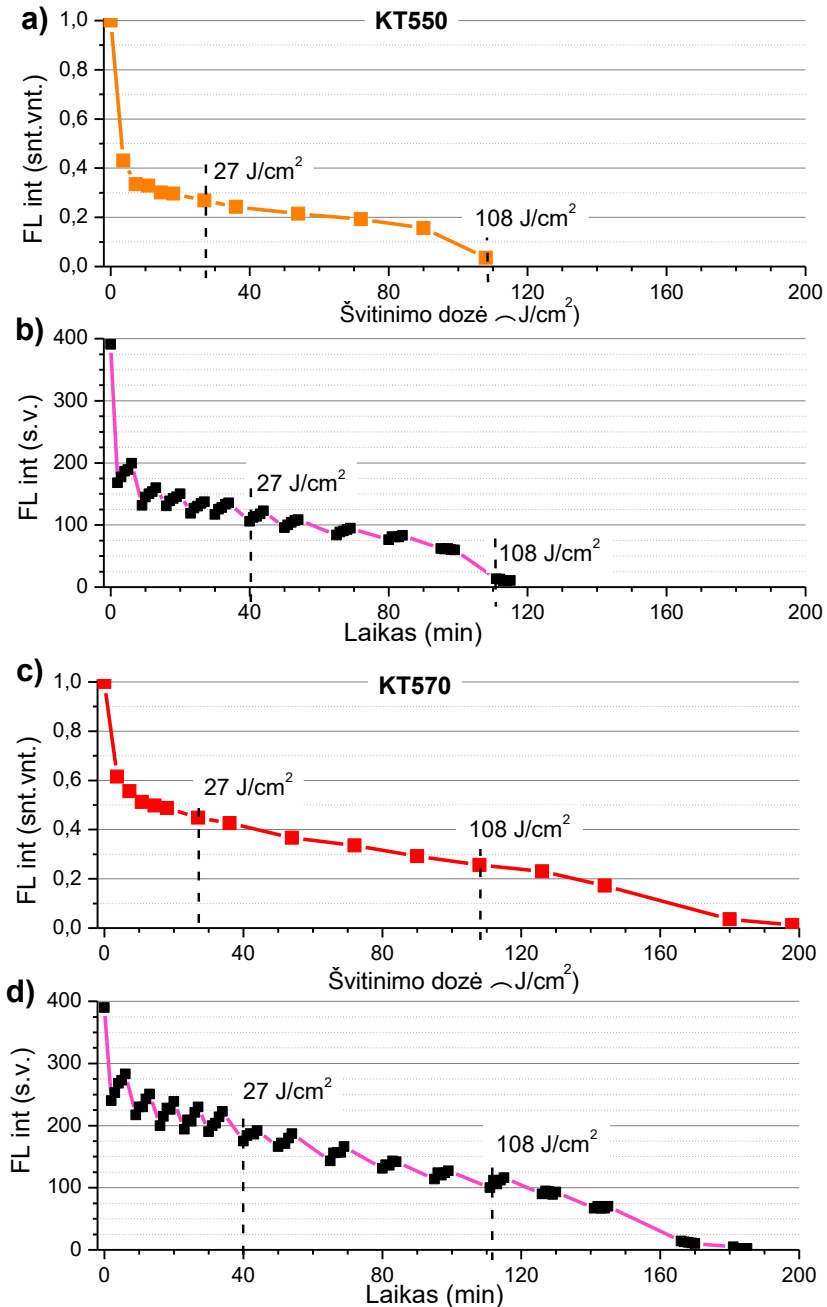 a)
KT550
1,0
0,8
0,6
0,4
0,2
0,0
FL int (snt.vnt.)
27 J/cm²
108 J/cm²
0 40 80 120 160 200
Švitinimo dozė (J/cm²)
b)
400
300
200
100
0
FL int (s.v.)
27 J/cm²
108 J/cm²
0 40 80 120 160 200
Laikas (min)
c)
KT570
1,0
0,8
0,6
0,4
0,2
0,0
FL int (snt.vnt.)
27 J/cm²
108 J/cm²
0 40 80 120 160 200
Švitinimo dozė (J/cm²)
d)
400
300
200
100
0
FL int (s.v.)
27 J/cm²
108 J/cm²
0 40 80 120 160 200
Laikas (min)